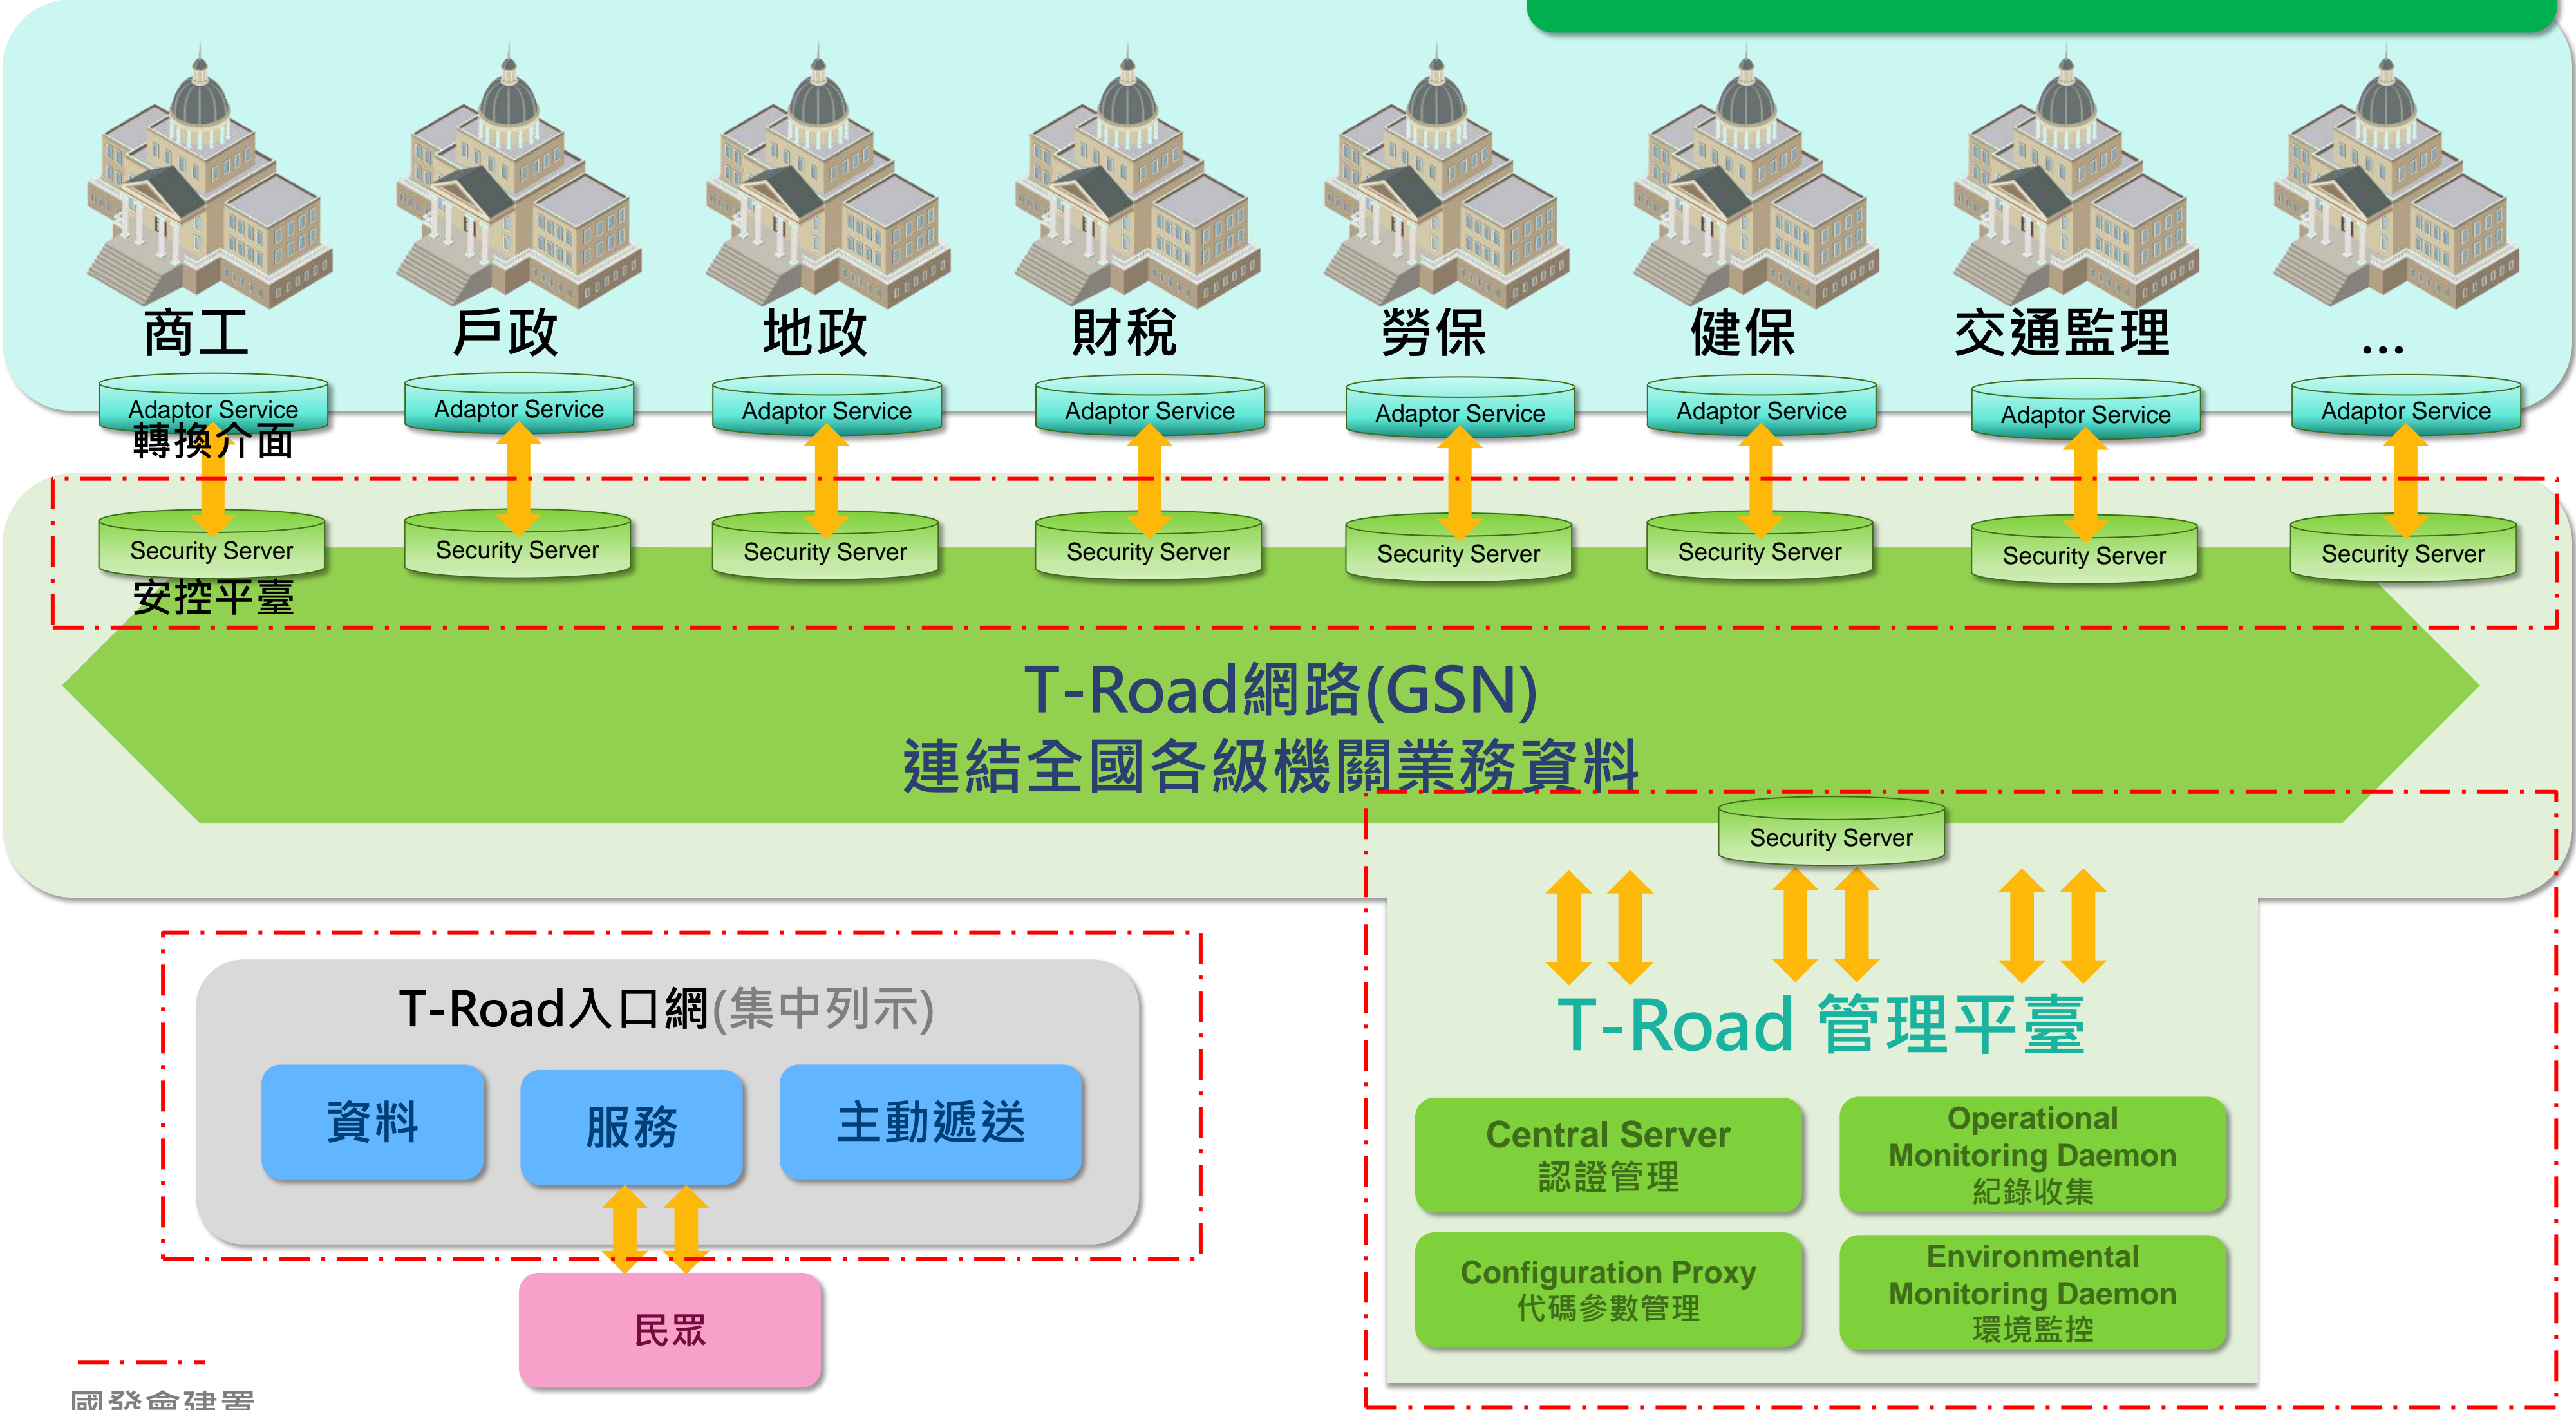 商工
戶政
地政
財稅
勞保
健保
交通監理
...
Adaptor Service
Adaptor Service
Adaptor Service
Adaptor Service
Adaptor Service
Adaptor Service
Adaptor Service
Adaptor Service
轉換介面
Security Server
Security Server
Security Server
Security Server
Security Server
Security Server
Security Server
Security Server
安控平臺
T-Road網路(GSN)
連結全國各級機關業務資料
Security Server
T-Road入口網(集中列示)
資料
服務
主動遞送
民眾
T-Road 管理平臺
Central Server
認證管理
Operational
Monitoring Daemon
紀錄收集
Configuration Proxy
代碼參數管理
Environmental
Monitoring Daemon
環境監控
國發會建置